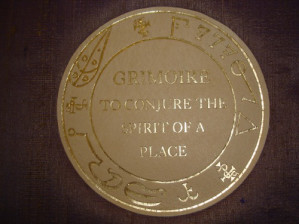 GRIMOIRE
TO CONJURE THE
SPIRIT OF A
PLACE